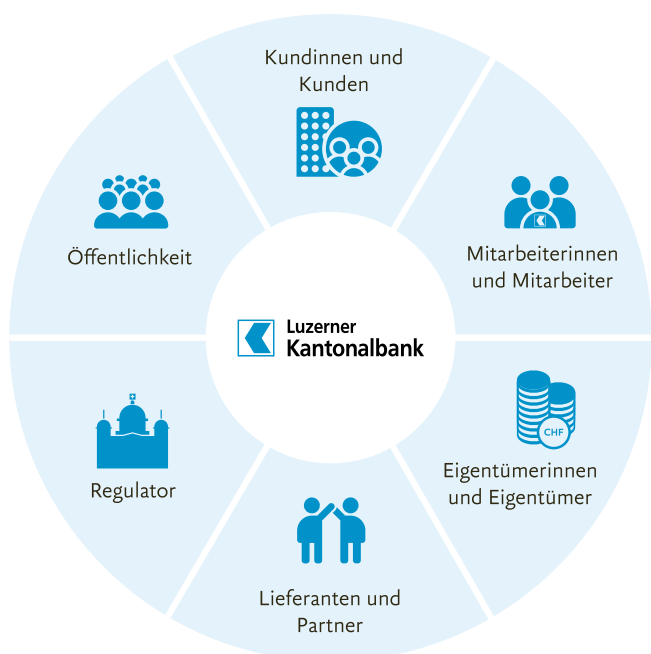 Kundinnen und
Kunden
Mitarbeiterinnen
und Mitarbeiter
Öffentlichkeit
Luzerner
Kantonalbank
CHF
Eigentümerinnen
und Eigentümer
Regulator
Lieferanten und
Partner